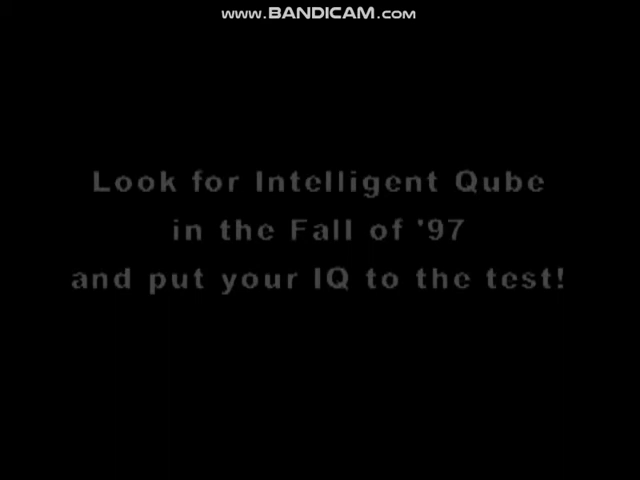 www.BANDICAM.com
Look for Intelligent Qube
in the Fall of '97
and put your IQ to the test!